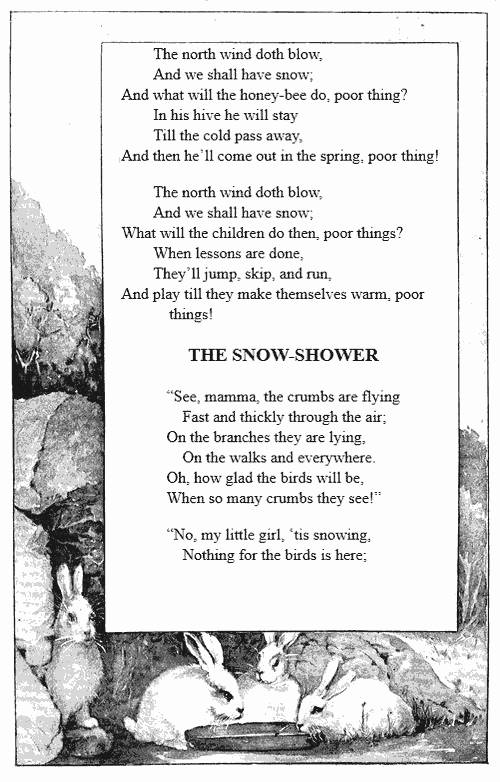 The north wind doth blow,
And we shall have snow;
And what will the honey-bee do, poor thing?
In his hive he will stay
Till the cold pass away,
And then he'll come out in the spring, poor thing!
The north wind doth blow,
And we shall have snow;
What will the children do then, poor things?
When lessons are done,
They'll jump, skip, and run,
And play till they make themselves warm, poor
things!
THE SNOW-SHOWER
“See, mamma, the crumbs are flying
Fast and thickly through the air;
On the branches they are lying,
On the walks and everywhere.
Oh, how glad the birds will be,
When so many crumbs they see!”
“No, my little girl, ‘tis snowing,
Nothing for the birds is here;